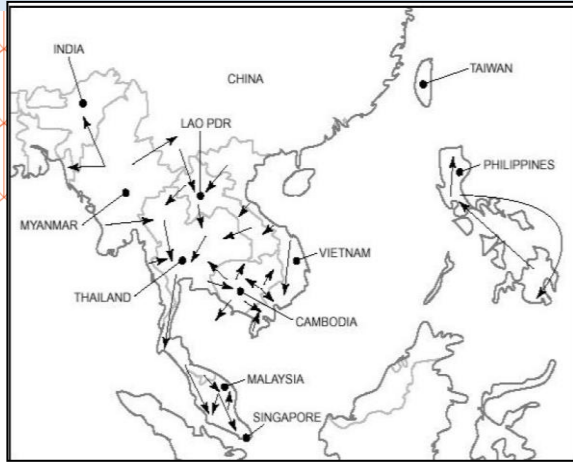 INDIA
TAIWAN
CHINA
LAO PDR
PHILIPPINES
MYANMAR
VIETNAM
THAILAND
CAMBODIA
MALAYSIA
SINGAPORE